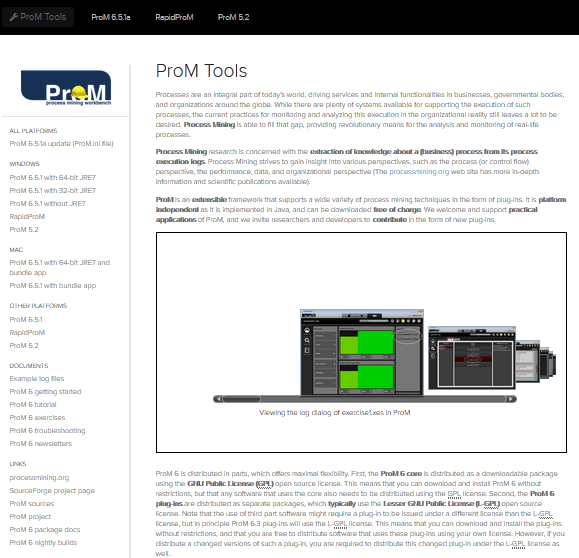 ProM Tools
ProM 6.5.1a
RapidProM
ProM 5.2
ProM
process mining workbench
ALL PLATFORMS
ProM 6.5.1a update (ProM.ini file)
WINDOWS
ProM 6.5.1 with 64-bit JRE7
ProM 6.5.1 with 32-bit JRE7
ProM 6.5.1 without JRE7
RapidProM
ProM 5.2
MAC
ProM 6.5.1 with 64-bit JRE7 and
bundle app
ProM 6.5.1 with bundle app
OTHER PLATFORMS
ProM 6.5.1
RapidProM
ProM 5.2
DOCUMENTS
Example log files
ProM 6 getting started
ProM 6 tutorial
ProM 6 exercises
ProM 6 troubleshooting
ProM 6 newsletters
LINKS
processmining.org
SourceForge project page
ProM sources
ProM project
ProM 6 package docs
ProM 6 nightly builds
ProM Tools
Processes are an integral part of today's world, driving services and internal functionalities in businesses, governmental bodies,
and organizations around the globe. While there are plenty of systems available for supporting the execution of such
processes, the current practices for monitoring and analyzing this execution in the organizational reality still leaves a lot to be
desired. Process Mining is able to fill that gap, providing revolutionary means for the analysis and monitoring of real-life
processes.
Process Mining research is concerned with the extraction of knowledge about a (business) process from its process
execution logs. Process Mining strives to gain insight into various perspectives, such as the process (or control flow)
perspective, the performance, data, and organizational perspective (The processmining.org web site has more in-depth
information and scientific publications available).
ProM is an extensible framework that supports a wide variety of process mining techniques in the form of plug-ins. It is platform
independent as it is implemented in Java, and can be downloaded free of charge. We welcome and support practical
applications of ProM, and we invite researchers and developers to contribute in the form of new plug-ins.
Viewing the log dialog of exercise1.xes in ProM
ProM 6 is distributed in parts, which offers maximal flexibility. First, the ProM 6 core is distributed as a downloadable package
using the GNU Public License (GPL) open source license. This means that you can download and install ProM 6 without
restrictions, but that any software that uses the core also needs to be distributed using the GPL license. Second, the ProM 6
plug-ins are distributed as separate packages, which typically use the Lesser GNU Public License (L-GPL) open source
license. Note that the use of third part software might require a plug-in to be issued under a different license than the L-GPL
license, but in principle ProM 6.3 plug-ins will use the L-GPL license. This means that you can download and install the plug-ins
without restrictions, and that you are free to distribute software that uses these plug-ins using your own license. However, if you
distribute a changed versions of such a plug-in, you are required to distribute this changed plug-in under the L-GPL license as
well.